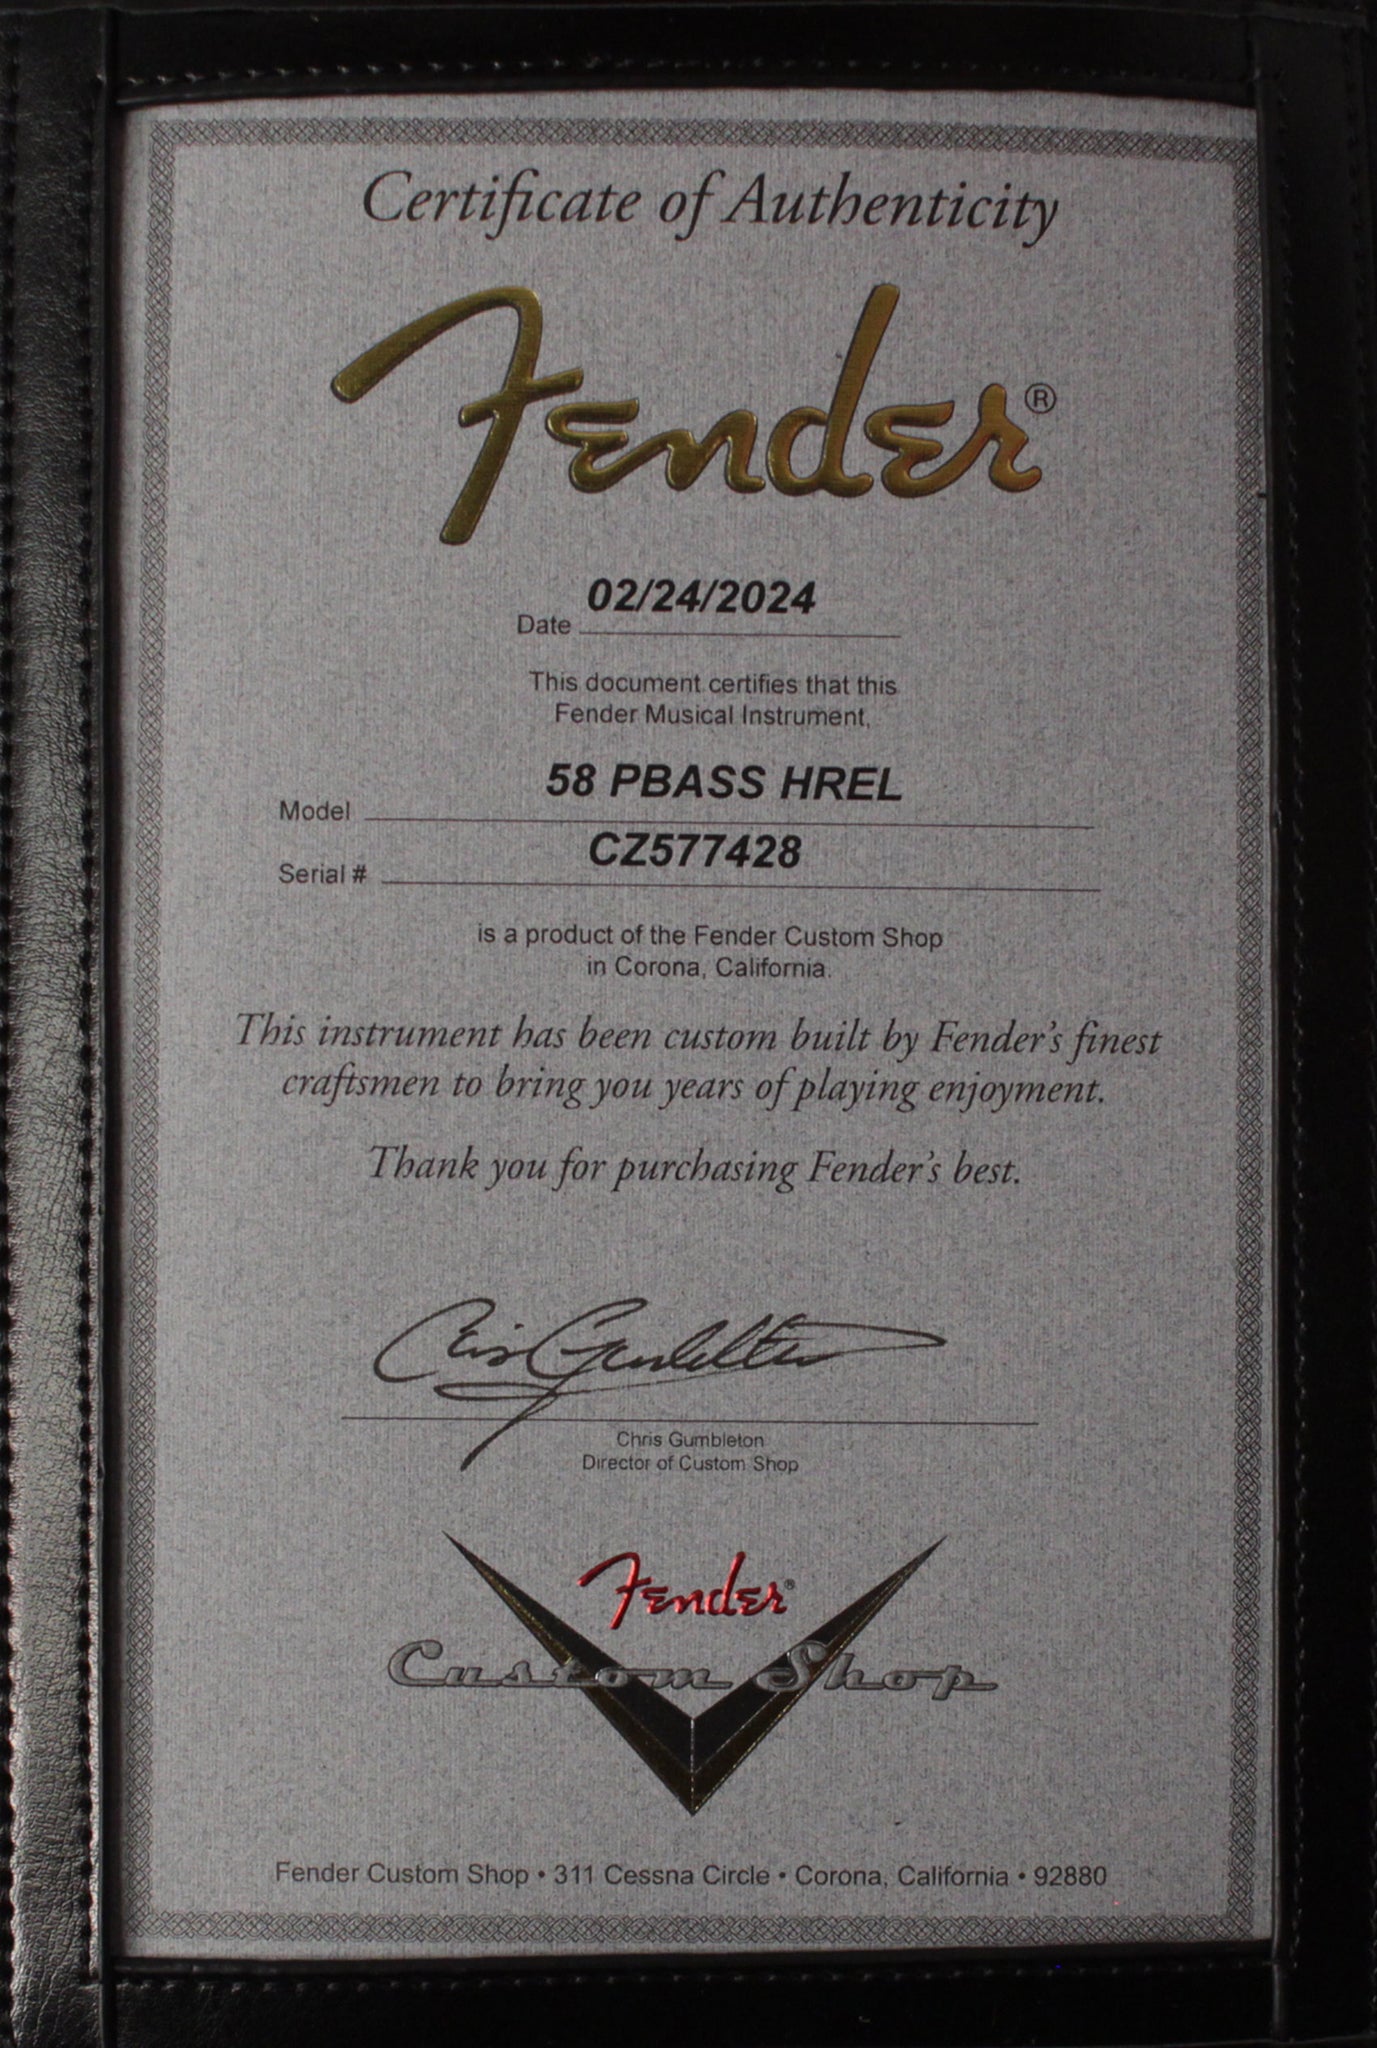 Certificate of Authenticity
Fender®
Date 02/24/2024
This document certifies that this
Fender Musical Instrument,
Model 58 PBASS HREL
Serial # CZ577428
is a product of the Fender Custom Shop
in Corona, California.
This instrument has been custom built by Fender's finest
craftsmen to bring you years of playing enjoyment.
Thank you for purchasing Fender's best.
Chris Gumbleton
Chris Gumbleton
Director of Custom Shop
Fender®
Custom Shop
Fender Custom Shop • 311 Cessna Circle • Corona, California • 92880